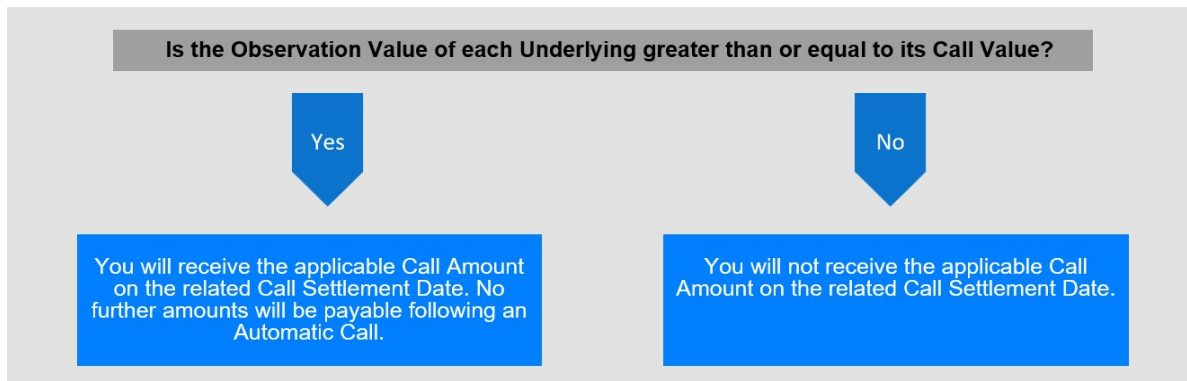 Is the Observation Value of each Underlying greater than or equal to its Call Value?
Yes
No
You will receive the applicable Call Amount
on the related Call Settlement Date. No
further amounts will be payable following an
Automatic Call.
You will not receive the applicable Call
Amount on the related Call Settlement Date.